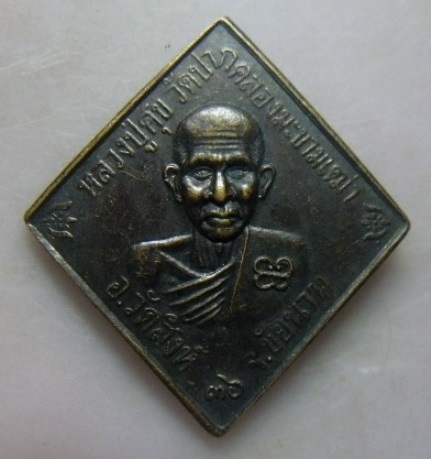 หลวงปู่ศุข วัดปากคลองมะขามเฒ่า
อ.วัดสิงห์ จ.ชัยนาท
๓๖